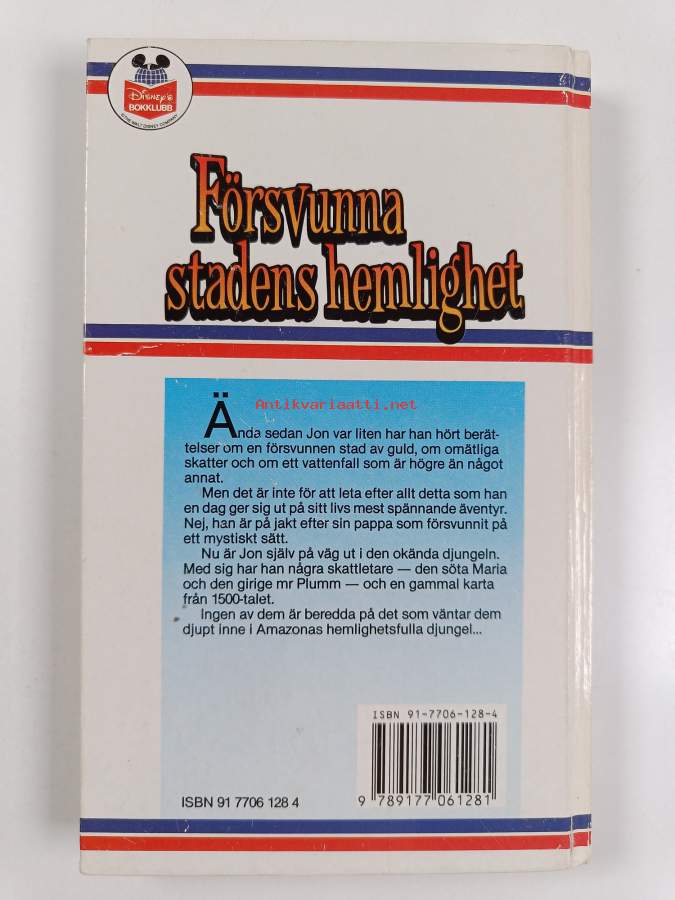 DISNEY'S
BOKKLUBB
©THE WALT DISNEY COMPANY
Försvunna
stadens hemlighet
Antikvariaatti.net
Ända sedan Jon var liten har han hört berät-
telser om en försvunnen stad av guld, om omätliga
skatter och om ett vattenfall som är högre än något
annat.
Men det är inte för att leta efter allt detta som han
en dag ger sig ut på sitt livs mest spännande äventyr.
Nej, han är på jakt efter sin pappa som försvunnit på
ett mystiskt sätt.
Nu är Jon själv på väg ut i den okända djungeln.
Med sig har han några skattletare — den söta Maria
och den girige mr Plumm — och en gammal karta
från 1500-talet.
Ingen av dem är beredda på det som väntar dem
djupt inne i Amazonas hemlighetsfulla djungel...
ISBN 91-7706-128-4
9 789177 061281
ISBN 91 7706 128 4